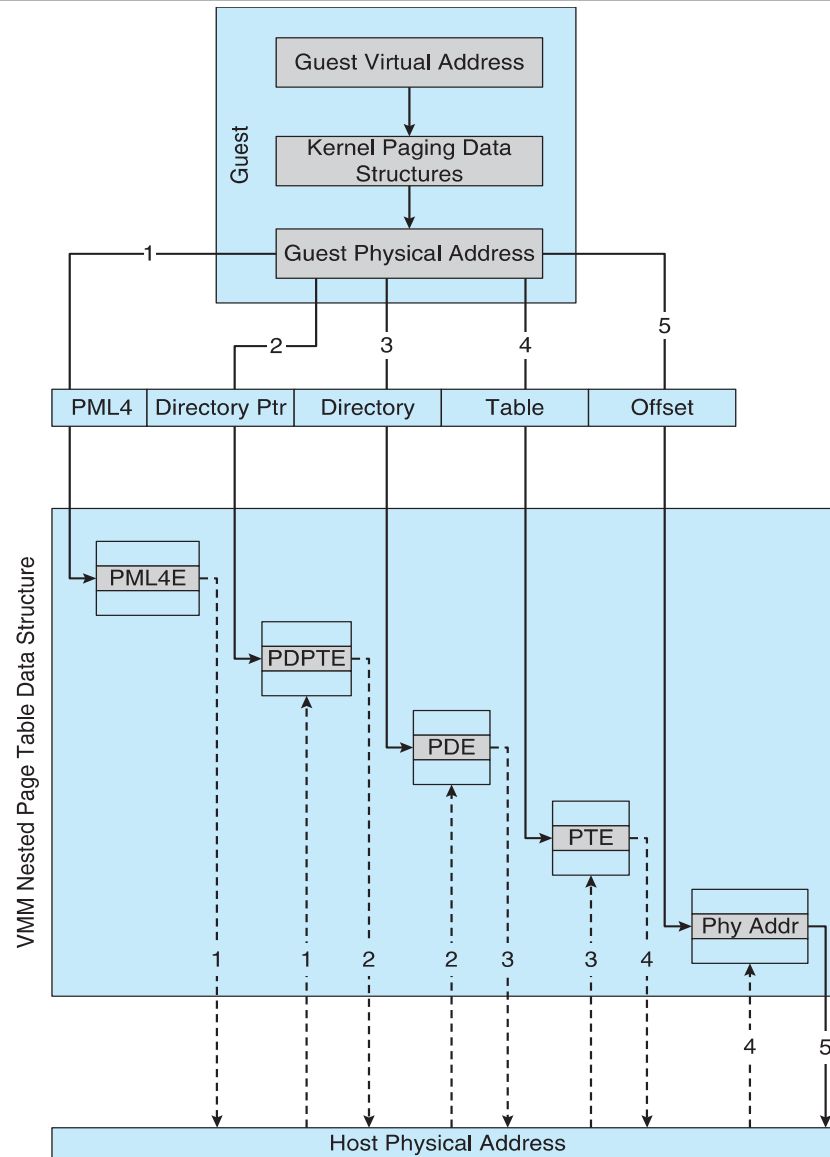 Guest Virtual Address
Kernel Paging Data
Structures
Guest
Guest Physical Address
1
2
3
4
5
PML4
Directory Ptr
Directory
Table
Offset
VMM Nested Page Table Data Structure
PML4E
PDPTE
PDE
PTE
Phy Addr
1
1
2
2
3
3
4
4
5
Host Physical Address